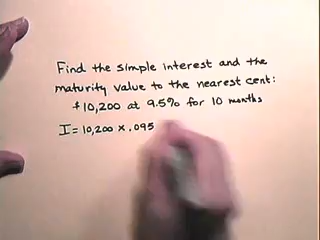 Find the simple interest and the
maturity value to the nearest cent:
$10,200 at 9.5% for 10 months
I = 10,200 × .095